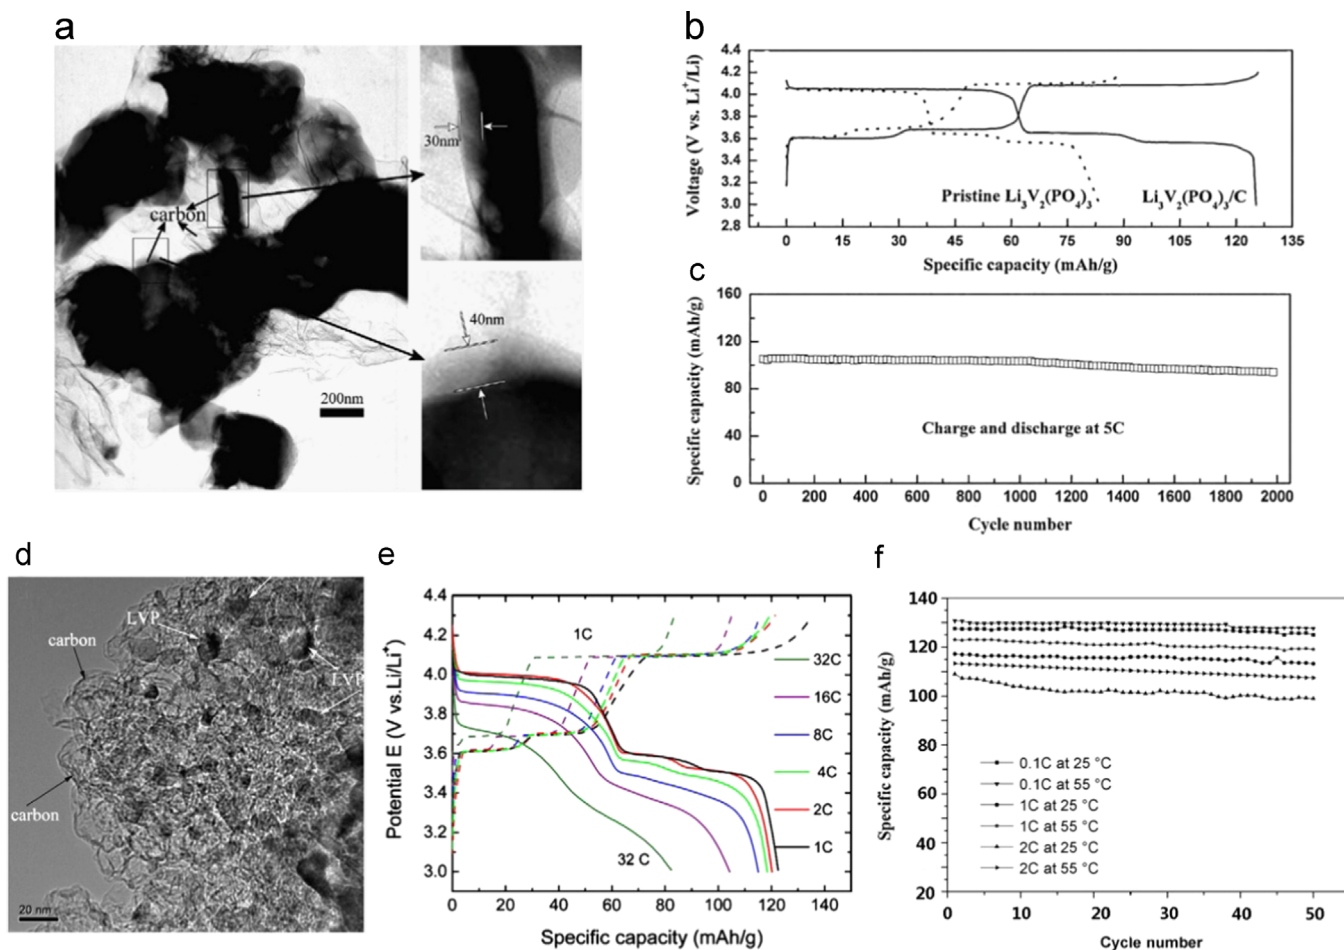 a
30nm
carbon
200nm
40nm
b
Voltage (V vs. Li⁺/Li)
4.4
4.0
3.6
3.2
3.0
2.8
Pristine Li₃V₂(PO₄)₃
Li₃V₂(PO₄)₃/C
0 15 30 45 60 75 90 105 120 135
Specific capacity (mAh/g)
c
Specific capacity (mAh/g)
160
120
80
40
0
Charge and discharge at 5C
0 200 400 600 800 1000 1200 1400 1600 1800 2000
Cycle number
d
LVP
carbon
LVP
carbon
20 nm
e
Potential E (V vs.Li/Li⁺)
4.4
4.2
4.0
3.8
3.6
3.4
3.2
3.0
1C
32 C
32C
16C
8C
4C
2C
1C
0 20 40 60 80 100 120 140
Specific capacity (mAh/g)
f
Specific capacity (mAh/g)
140
120
100
80
60
40
20
0.1C at 25 °C
0.1C at 55 °C
1C at 25 °C
1C at 55 °C
2C at 25 °C
2C at 55 °C
10 20 30 40 50
Cycle number